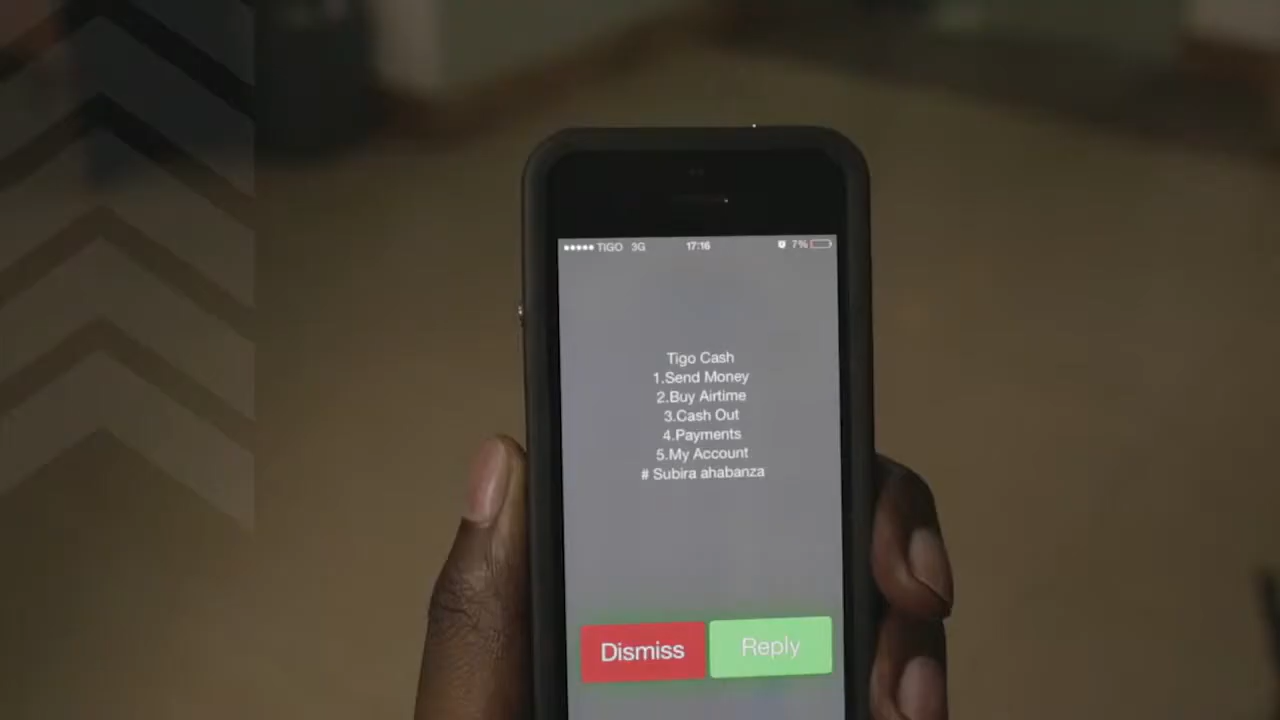 ●●●●● TIGO 3G 17:16 7%
Tigo Cash
1.Send Money
2.Buy Airtime
3.Cash Out
4.Payments
5.My Account
# Subira ahabanza
Dismiss Reply